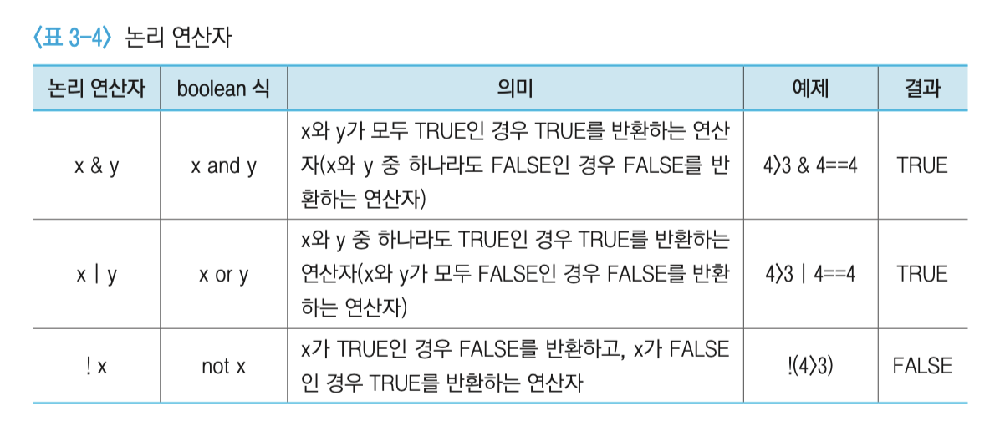 〈표 3-4〉 논리 연산자
논리 연산자 boolean 식 의미 예제 결과
x와 y가 모두 TRUE인 경우 TRUE를 반환하는 연산
x & y x and y 자(x와 y 중 하나라도 FALSE인 경우 FALSE를 반 4〉3 & 4==4 TRUE
환하는 연산자)
x와 y 중 하나라도 TRUE인 경우 TRUE를 반환하는
x | y x or y 연산자(x와 y가 모두 FALSE인 경우 FALSE를 반환 4〉3 | 4==4 TRUE
하는 연산자)
x가 TRUE인 경우 FALSE를 반환하고, x가 FALSE
! x not x !(4〉3) FALSE
인 경우 TRUE를 반환하는 연산자